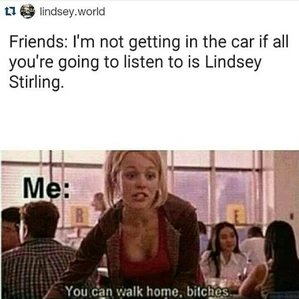 lindsey.world
Friends: I'm not getting in the car if all
you're going to listen to is Lindsey
Stirling.
Me:
You can walk home, bitches.